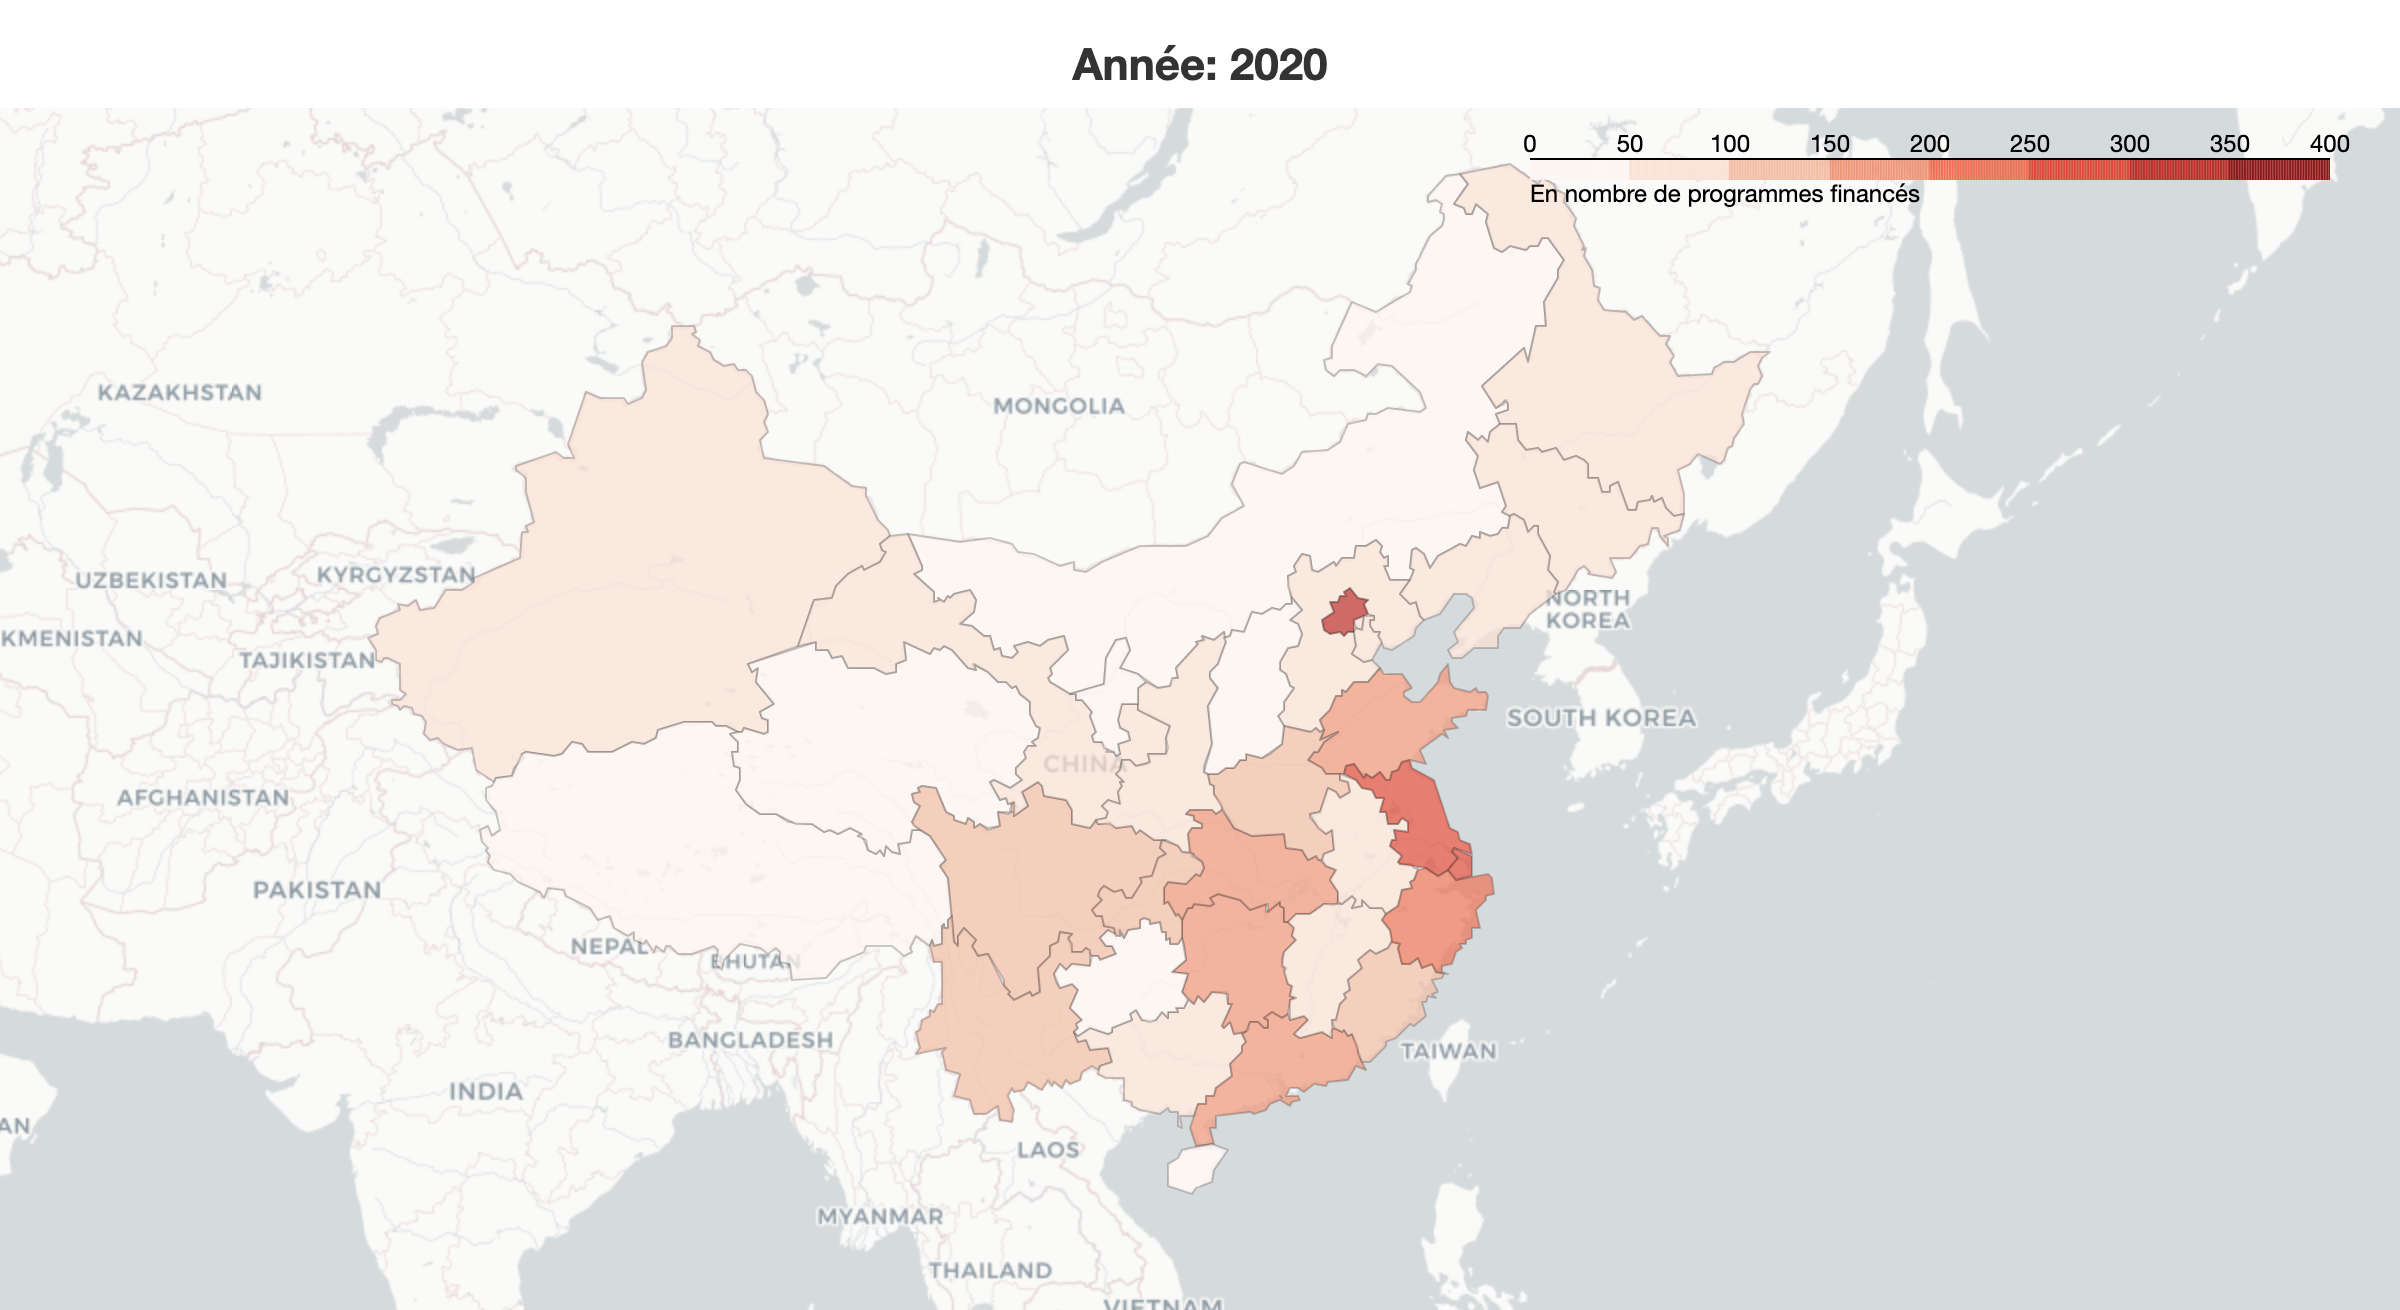 Année: 2020
0 50 100 150 200 250 300 350 400
En nombre de programmes financés
KAZAKHSTAN
MONGOLIA
UZBEKISTAN
KYRGYZSTAN
NORTH
KOREA
KMENISTAN
TAJIKISTAN
SOUTH KOREA
CHINA
AFGHANISTAN
PAKISTAN
NEPAL
BHUTAN
BANGLADESH
TAIWAN
INDIA
AN
LAOS
MYANMAR
THAILAND
VIETNAM